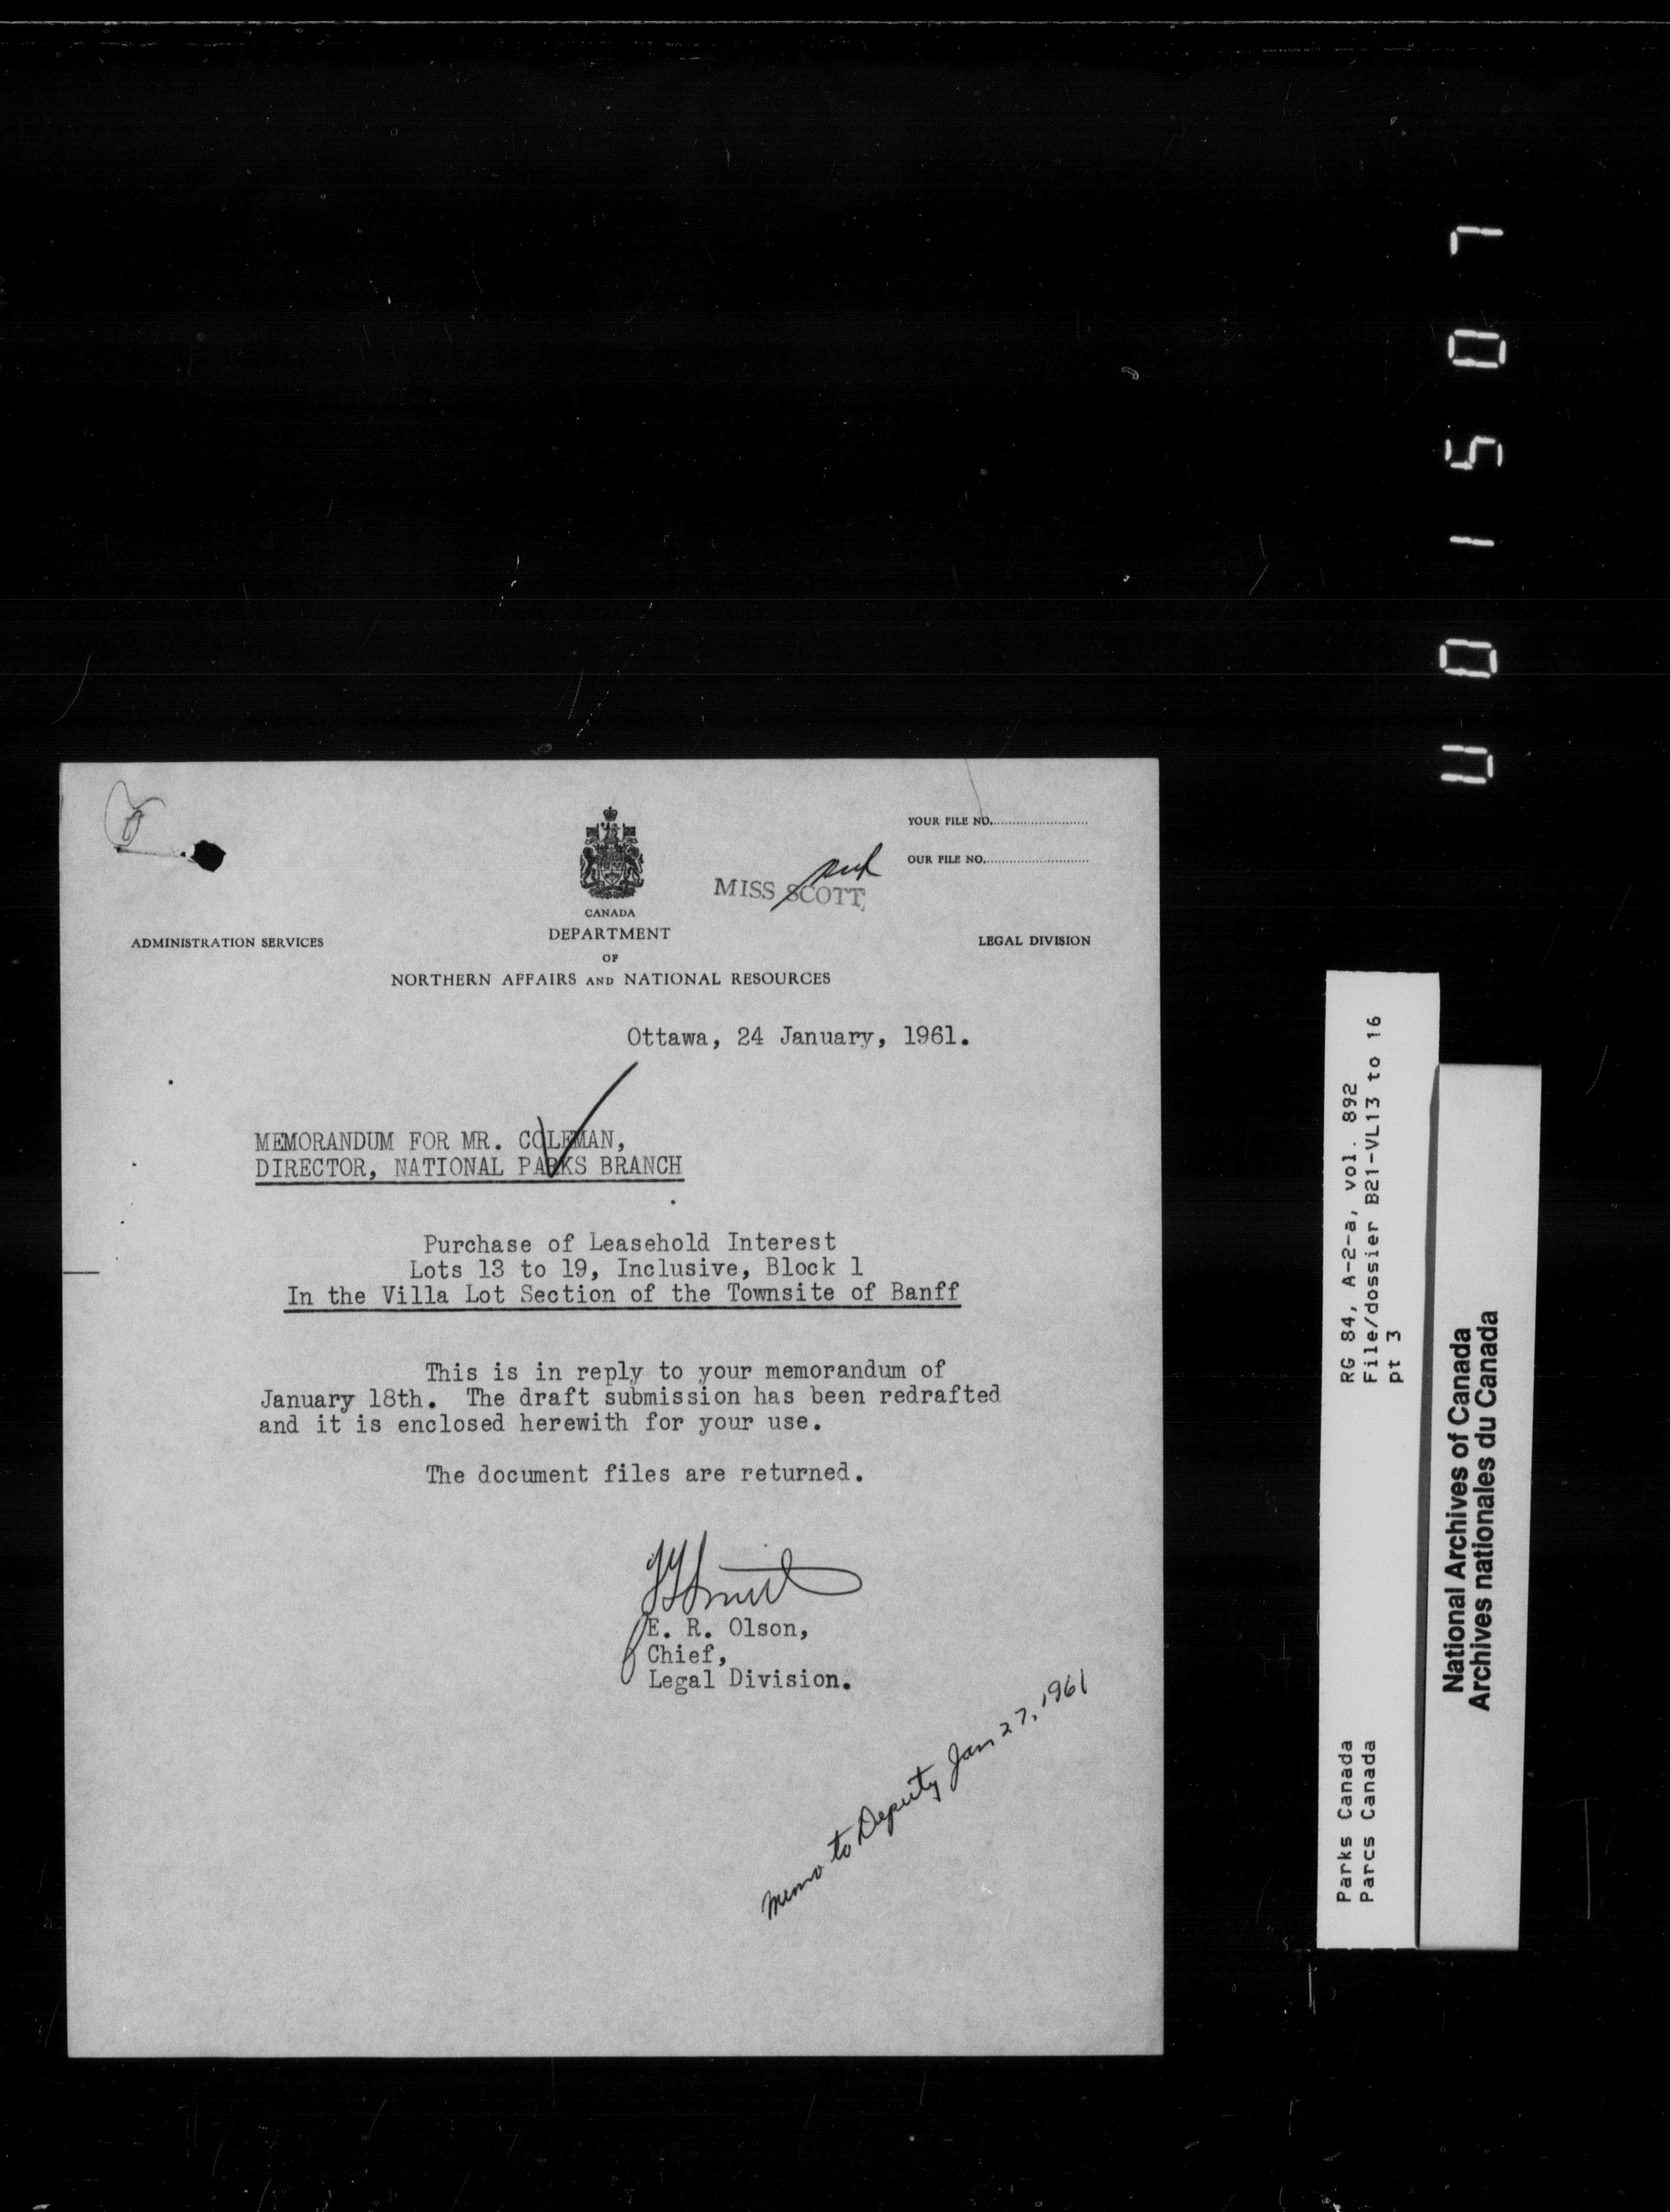 YOUR FILE NO.
OUR FILE NO.
MISS SCOTT,
CANADA
ADMINISTRATION SERVICES
DEPARTMENT
LEGAL DIVISION
OF
NORTHERN AFFAIRS AND NATIONAL RESOURCES
Ottawa, 24 January, 1961.
MEMORANDUM FOR MR. COLEMAN,
DIRECTOR, NATIONAL PARKS BRANCH
Purchase of Leasehold Interest
Lots 13 to 19, Inclusive, Block 1
In the Villa Lot Section of the Townsite of Banff
This is in reply to your memorandum of
January 18th. The draft submission has been redrafted
and it is enclosed herewith for your use.
The document files are returned.
E. R. Olson,
Chief,
Legal Division.
Memo to Deputy Jan 27, 1961
U 0 1507
Parks Canada RG 84, A-2-a, vol. 892
Parcs Canada File/dossier B21-VL13 to 16
pt 3
National Archives of Canada
Archives nationales du Canada